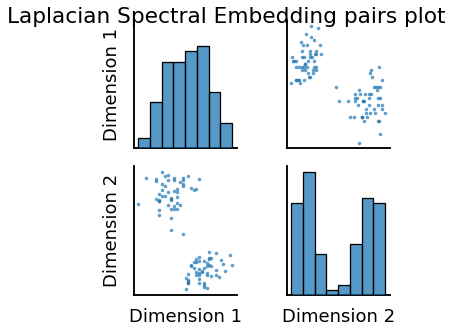 Laplacian Spectral Embedding pairs plot
Dimension 1
Dimension 2
Dimension 1
Dimension 2